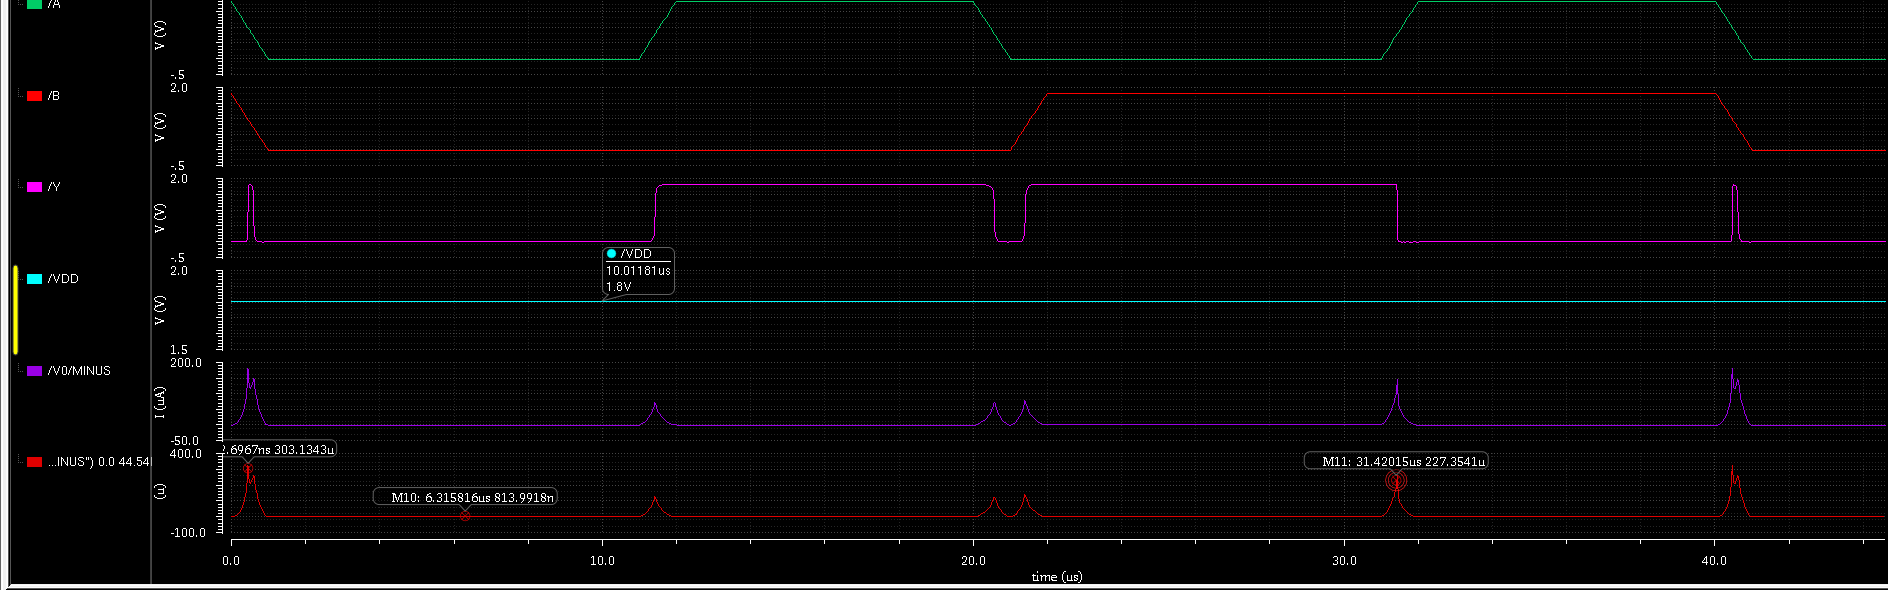 /A
V (V)
-.5
2.0
/B
V (V)
-.5
2.0
/Y
V (V)
-.5
/VDD
10.01181us
1.8V
2.0
/VDD
V (V)
1.5
200.0
/V0/MINUS
I (uA)
-50.0
.6967ns 303.1343u
400.0
...INUS") 0.0 44.54
M11: 31.42015us 227.3541u
(u)
M10: 6.315816us 813.9918n
-100.0
0.0 10.0 20.0 30.0 40.0
time (us)